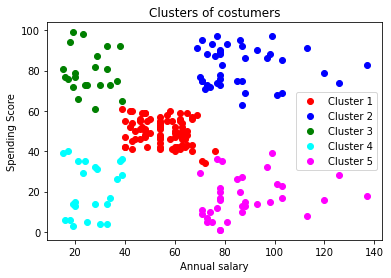 Clusters of costumers
100
80
60
40
20
0
Spending Score
Cluster 1
Cluster 2
Cluster 3
Cluster 4
Cluster 5
20 40 60 80 100 120 140
Annual salary